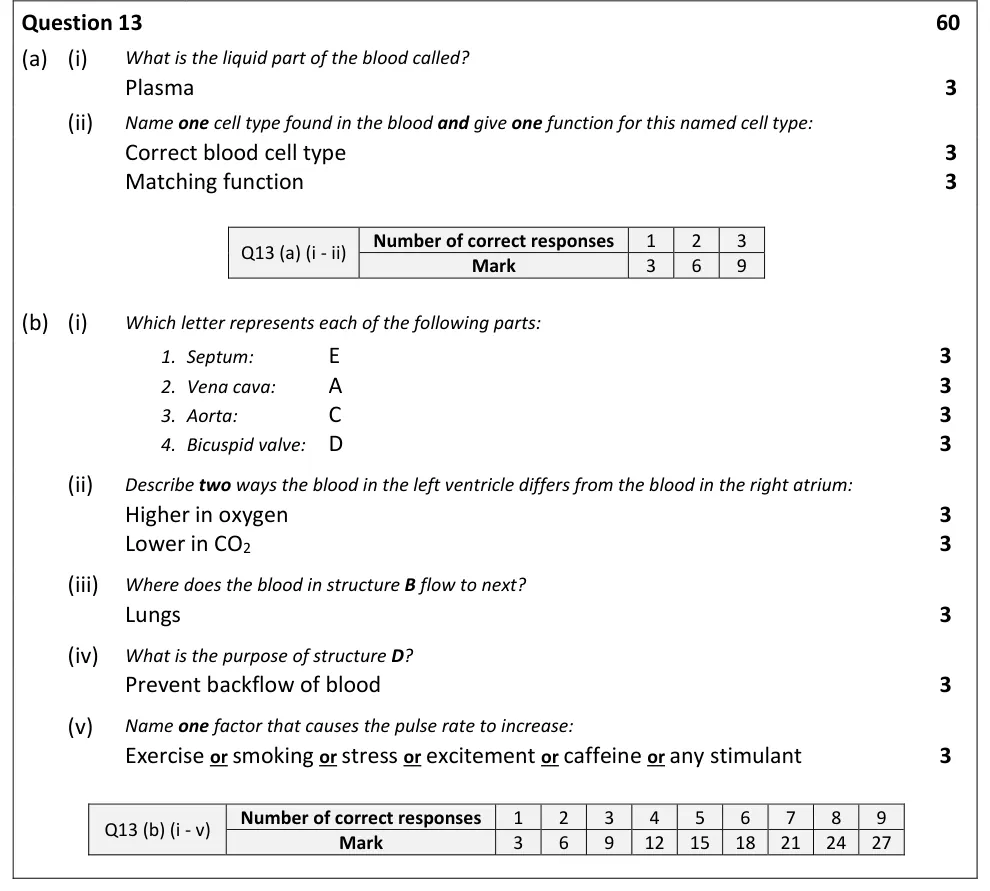 Question 13 60
(a) (i) What is the liquid part of the blood called?
Plasma 3
(ii) Name one cell type found in the blood and give one function for this named cell type:
Correct blood cell type 3
Matching function 3
Q13 (a) (i - ii) Number of correct responses 1 2 3
Mark 3 6 9
(b) (i) Which letter represents each of the following parts:
1. Septum: E 3
2. Vena cava: A 3
3. Aorta: C 3
4. Bicuspid valve: D 3
(ii) Describe two ways the blood in the left ventricle differs from the blood in the right atrium:
Higher in oxygen 3
Lower in CO₂ 3
(iii) Where does the blood in structure B flow to next?
Lungs 3
(iv) What is the purpose of structure D?
Prevent backflow of blood 3
(v) Name one factor that causes the pulse rate to increase:
Exercise or smoking or stress or excitement or caffeine or any stimulant 3
Q13 (b) (i - v) Number of correct responses 1 2 3 4 5 6 7 8 9
Mark 3 6 9 12 15 18 21 24 27